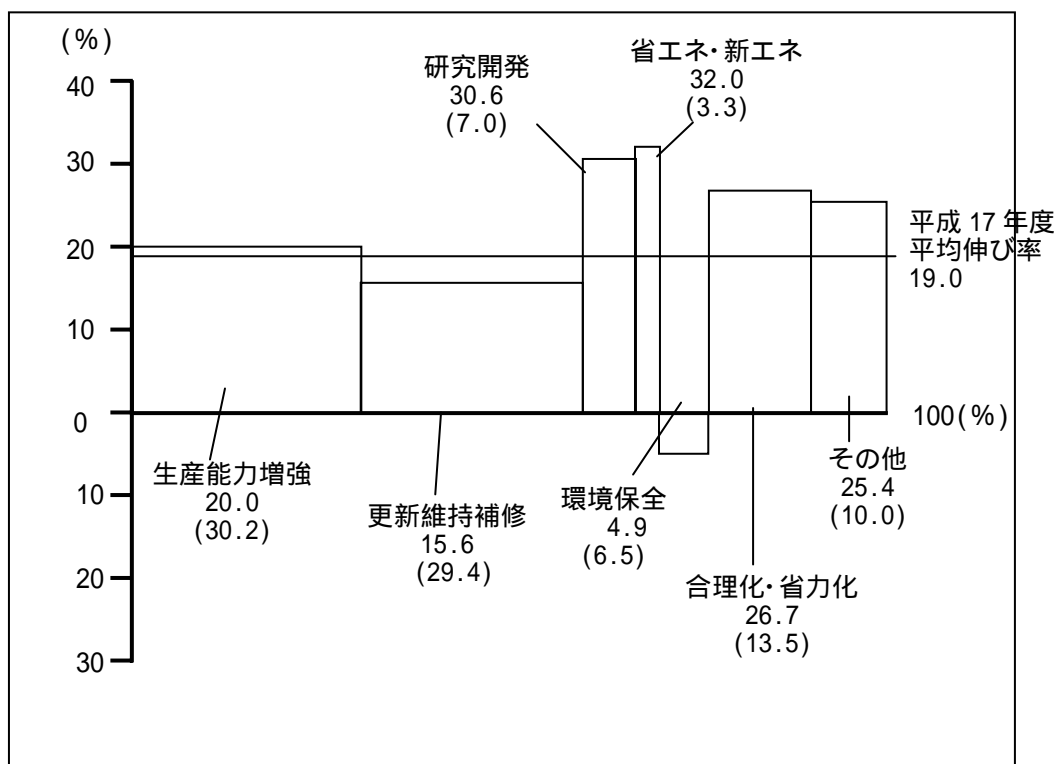 (%)
40
30
20
10
0
10
20
30
研究開発
30.6
(7.0)
省エネ・新エネ
32.0
(3.3)
平成 17 年度
平均伸び率
19.0
100(%)
生産能力増強
20.0
(30.2)
更新維持補修
15.6
(29.4)
環境保全
4.9
(6.5)
合理化・省力化
26.7
(13.5)
その他
25.4
(10.0)